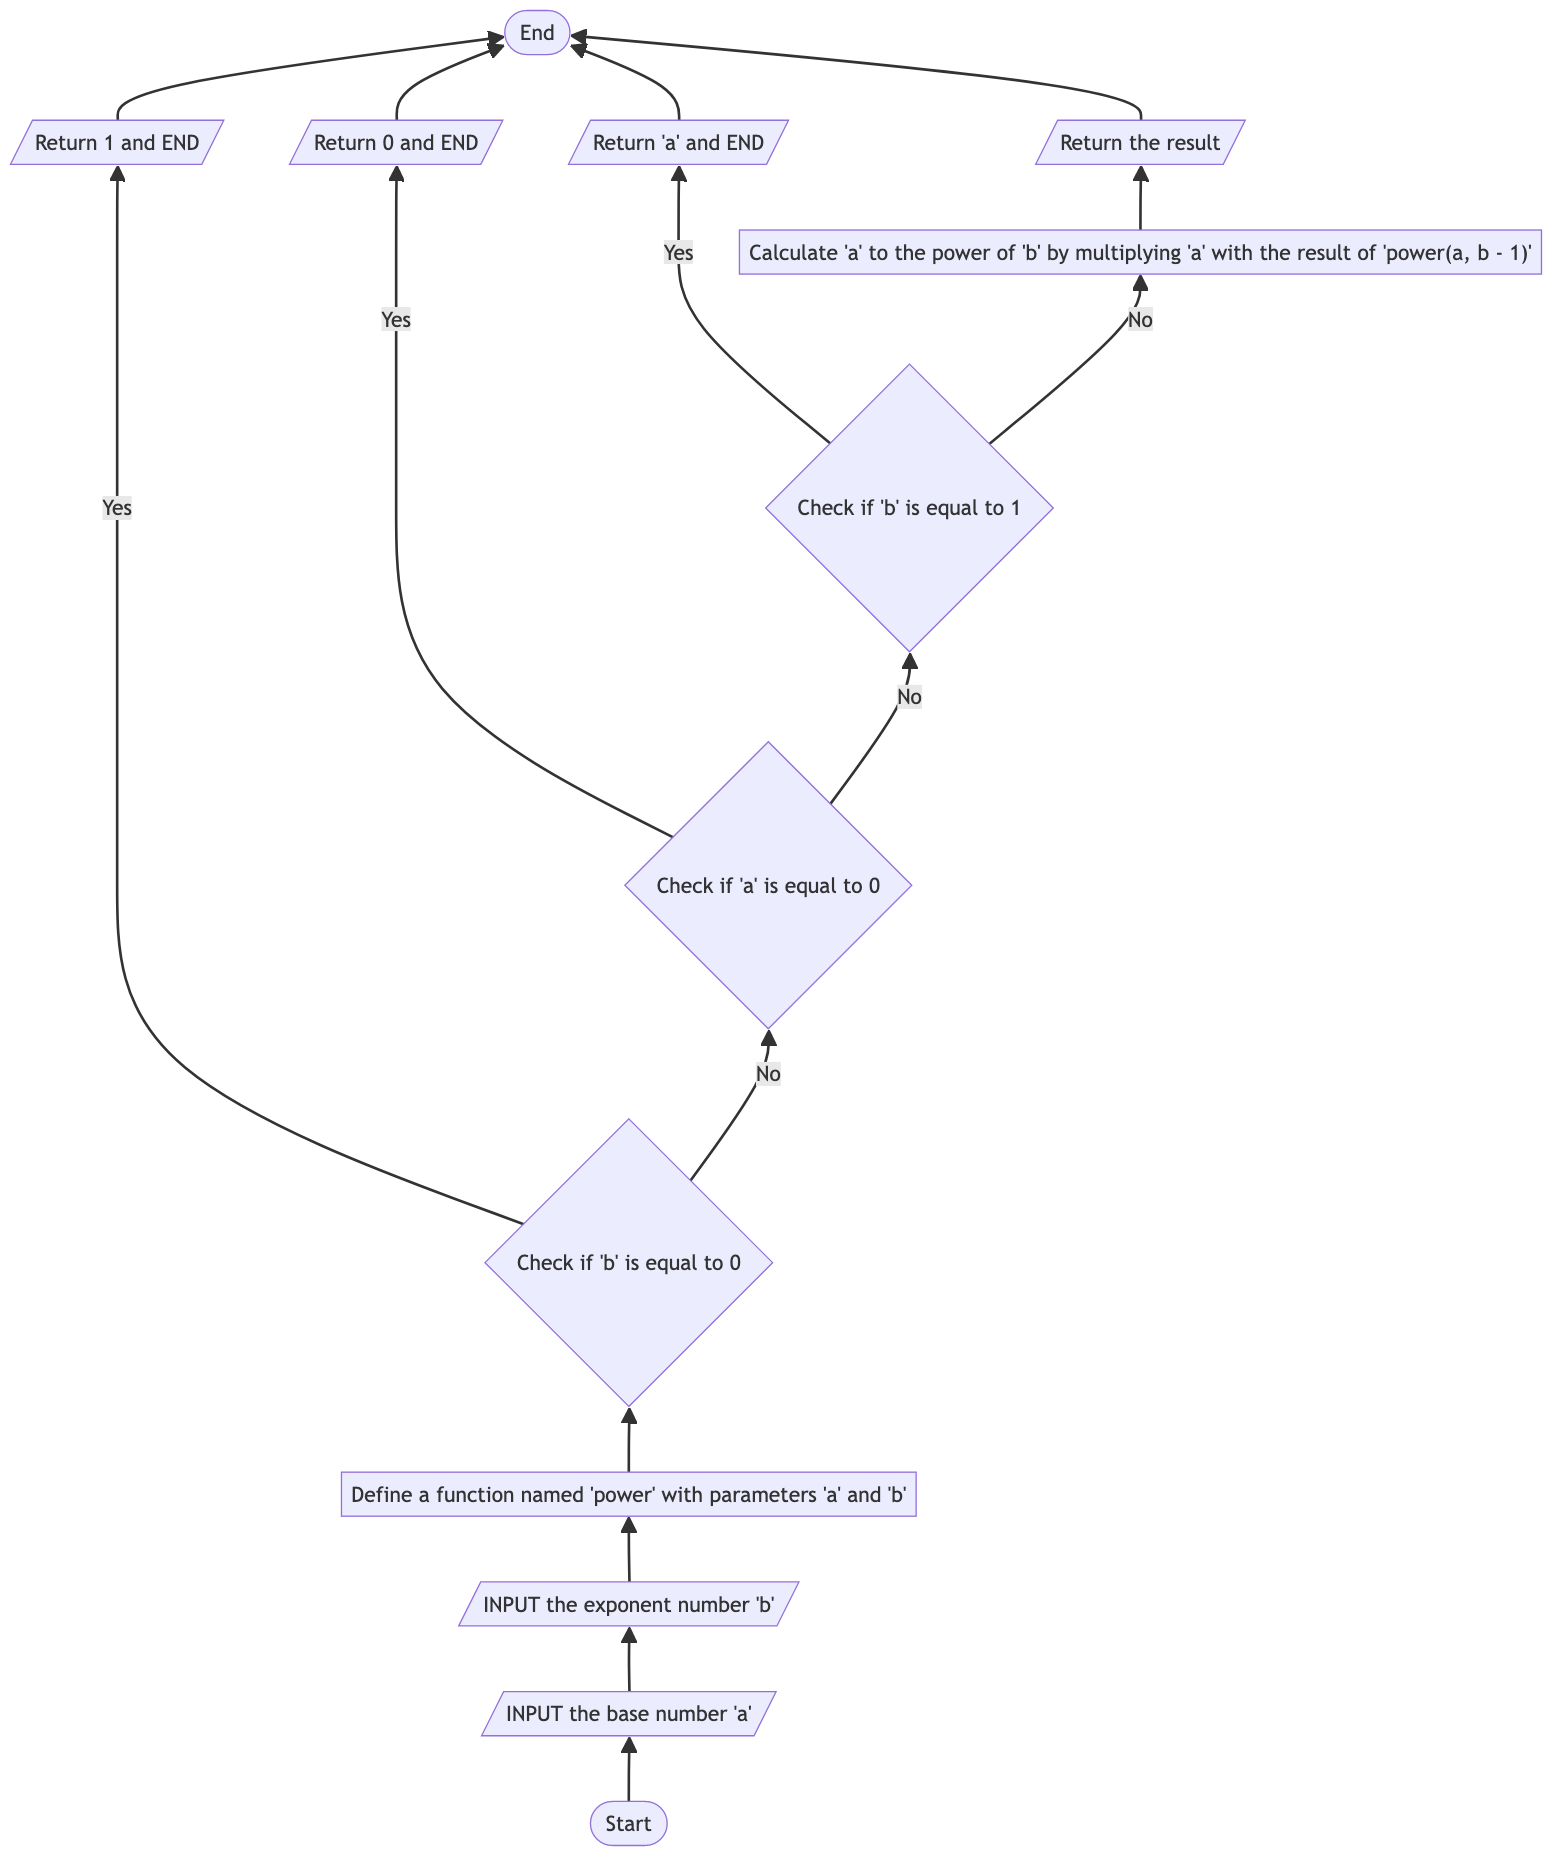 End
Return 1 and END
Return 0 and END
Return 'a' and END
Return the result
Yes
Calculate 'a' to the power of 'b' by multiplying 'a' with the result of 'power(a, b - 1)'
Yes
No
Yes
Check if 'b' is equal to 1
No
Check if 'a' is equal to 0
No
Check if 'b' is equal to 0
Define a function named 'power' with parameters 'a' and 'b'
INPUT the exponent number 'b'
INPUT the base number 'a'
Start